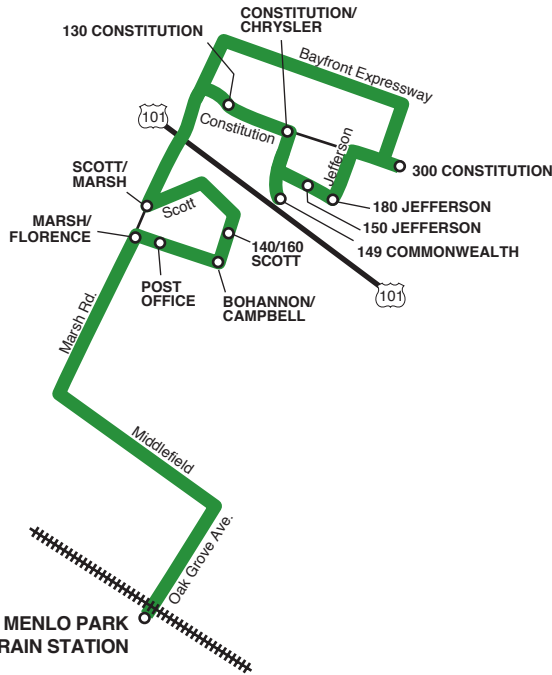 CONSTITUTION/
CHRYSLER
130 CONSTITUTION
Bayfront Expressway
101
Constitution
Jefferson
300 CONSTITUTION
SCOTT/
MARSH
Scott
180 JEFFERSON
150 JEFFERSON
149 COMMONWEALTH
MARSH/
FLORENCE
140/160
SCOTT
POST
OFFICE
BOHANNON/
CAMPBELL
101
Marsh Rd.
Middlefield
Oak Grove Ave.
MENLO PARK
RAIN STATION